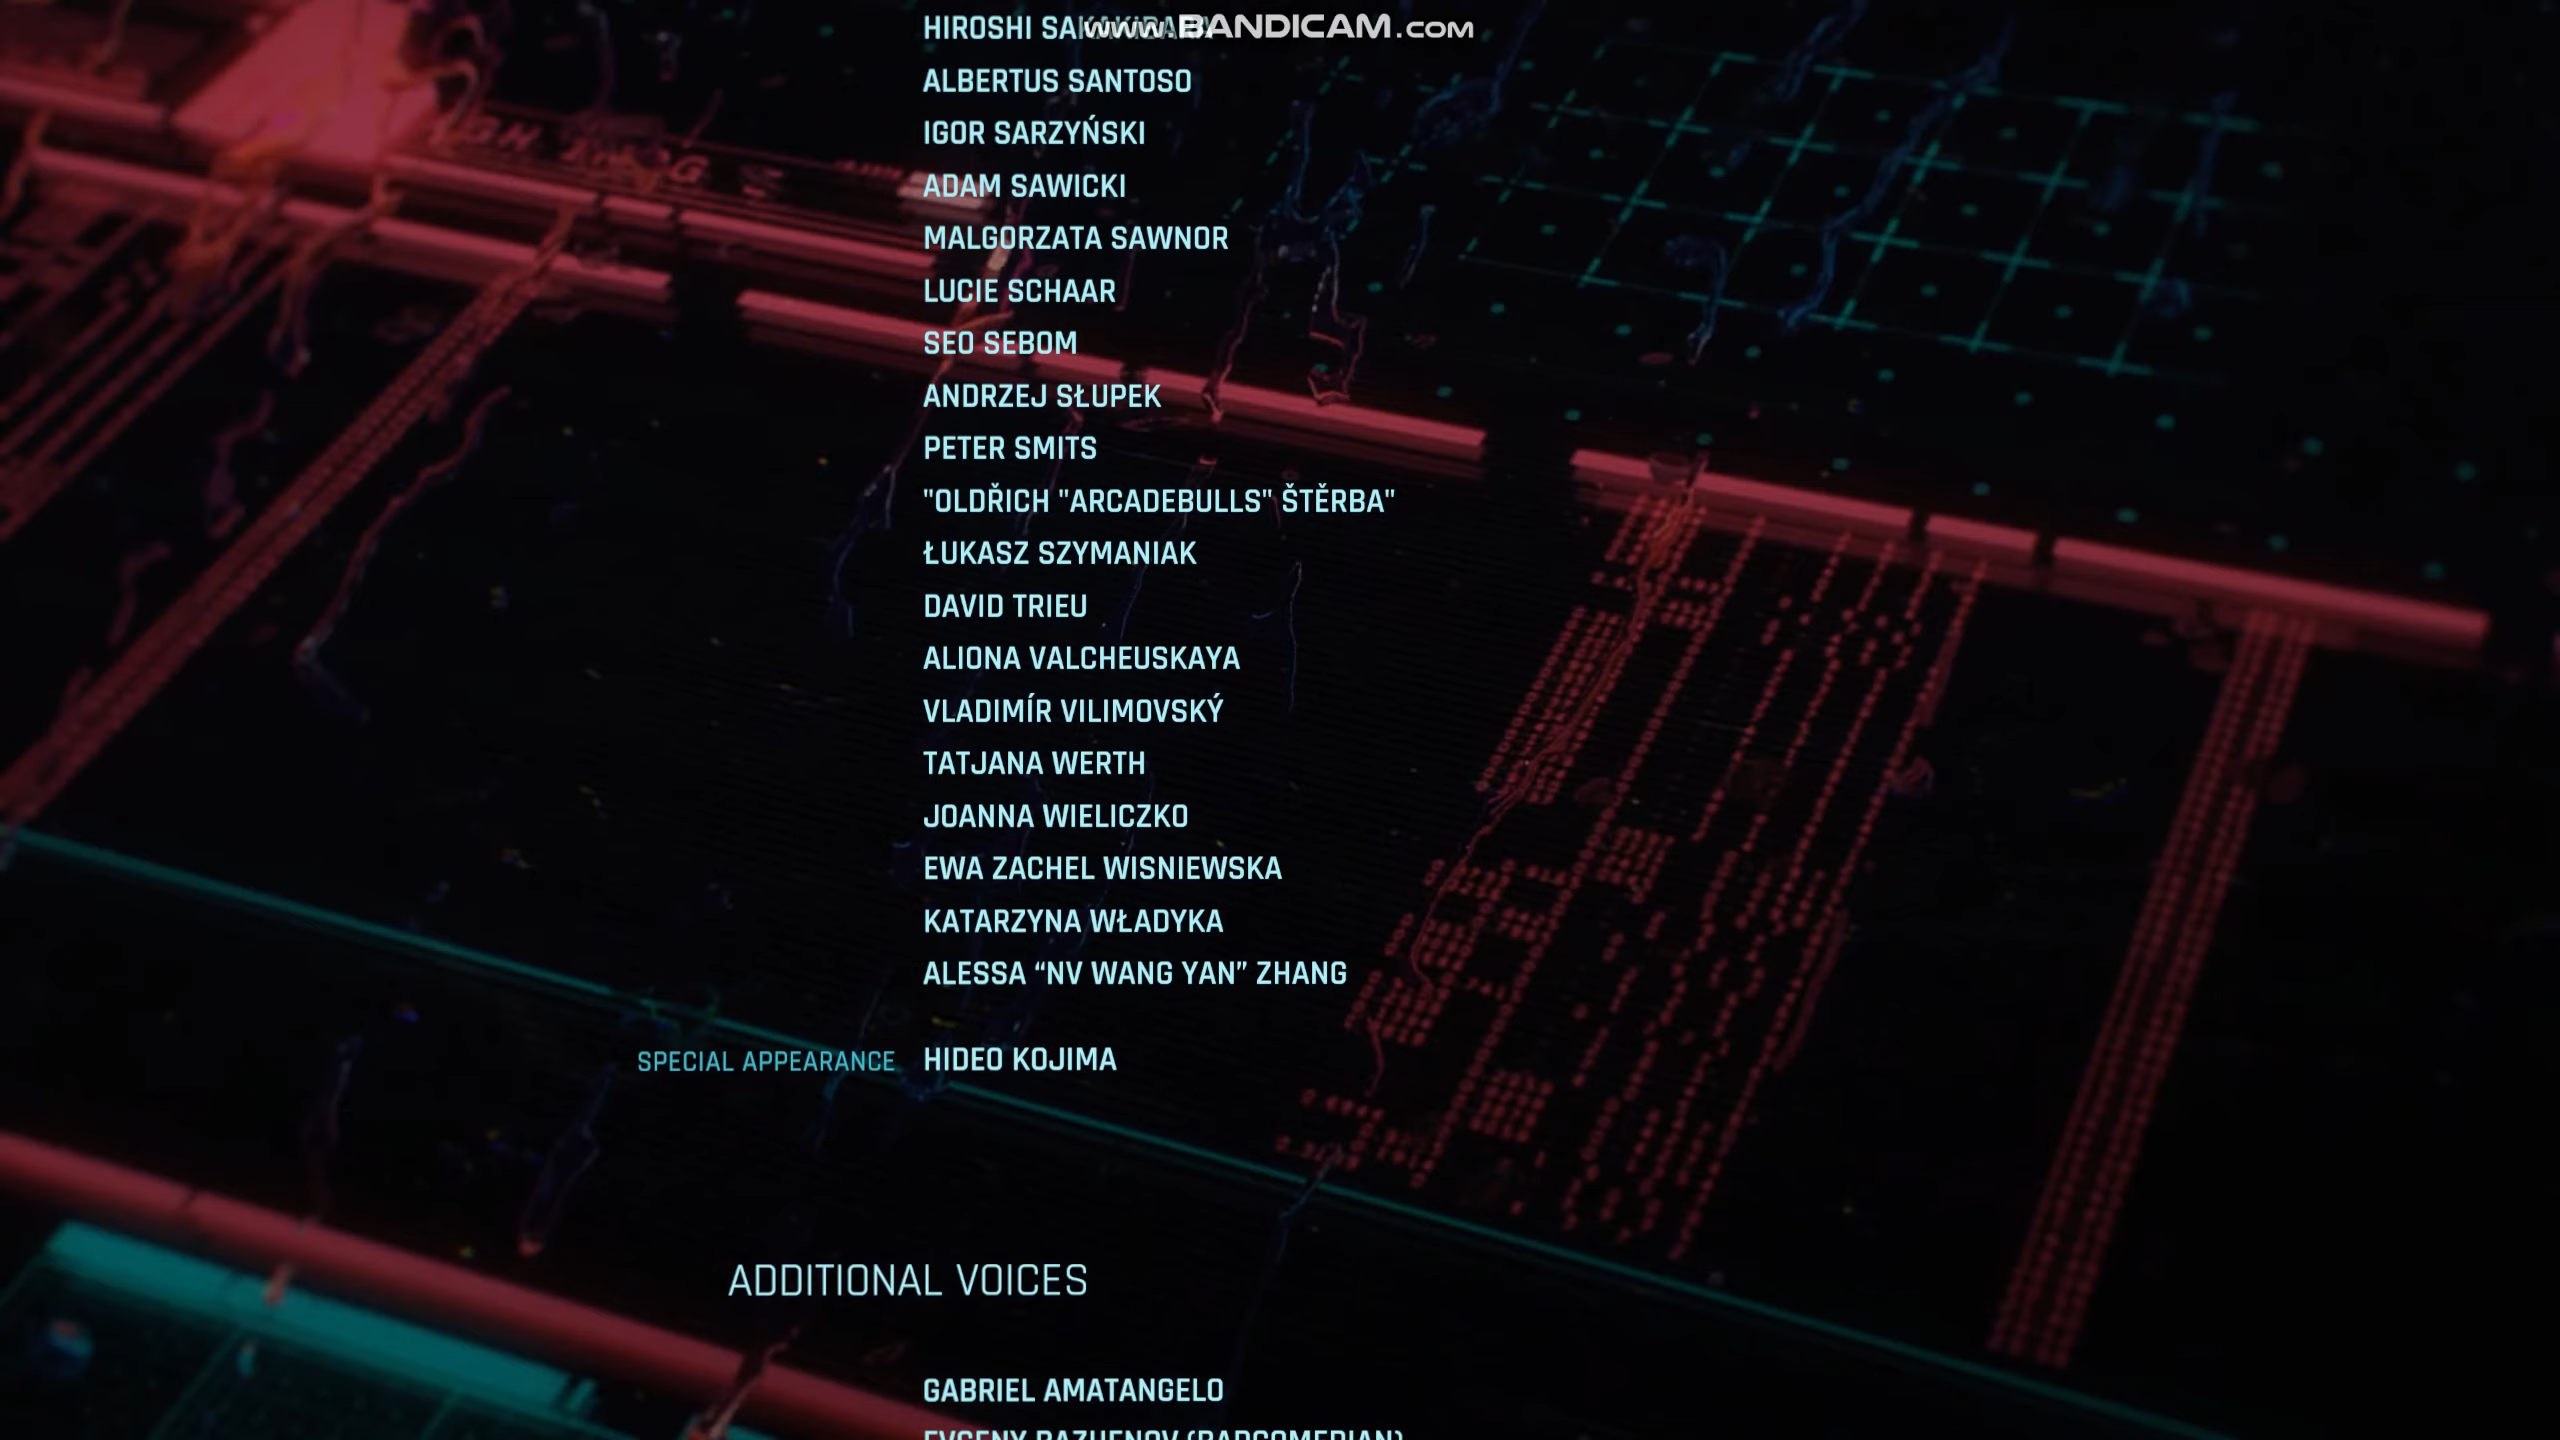 www.BANDICAM.com
HIROSHI SAKAKIBARA
ALBERTUS SANTOSO
IGOR SARZYŃSKI
ADAM SAWICKI
MALGORZATA SAWNOR
LUCIE SCHAAR
SEO SEBOM
ANDRZEJ SŁUPEK
PETER SMITS
"OLDŘICH "ARCADEBULLS" ŠTĚRBA"
ŁUKASZ SZYMANIAK
DAVID TRIEU
ALIONA VALCHEUSKAYA
VLADIMÍR VILIMOVSKÝ
TATJANA WERTH
JOANNA WIELICZKO
EWA ZACHEL WISNIEWSKA
KATARZYNA WŁADYKA
ALESSA “NV WANG YAN” ZHANG
SPECIAL APPEARANCE HIDEO KOJIMA
ADDITIONAL VOICES
GABRIEL AMATANGELO